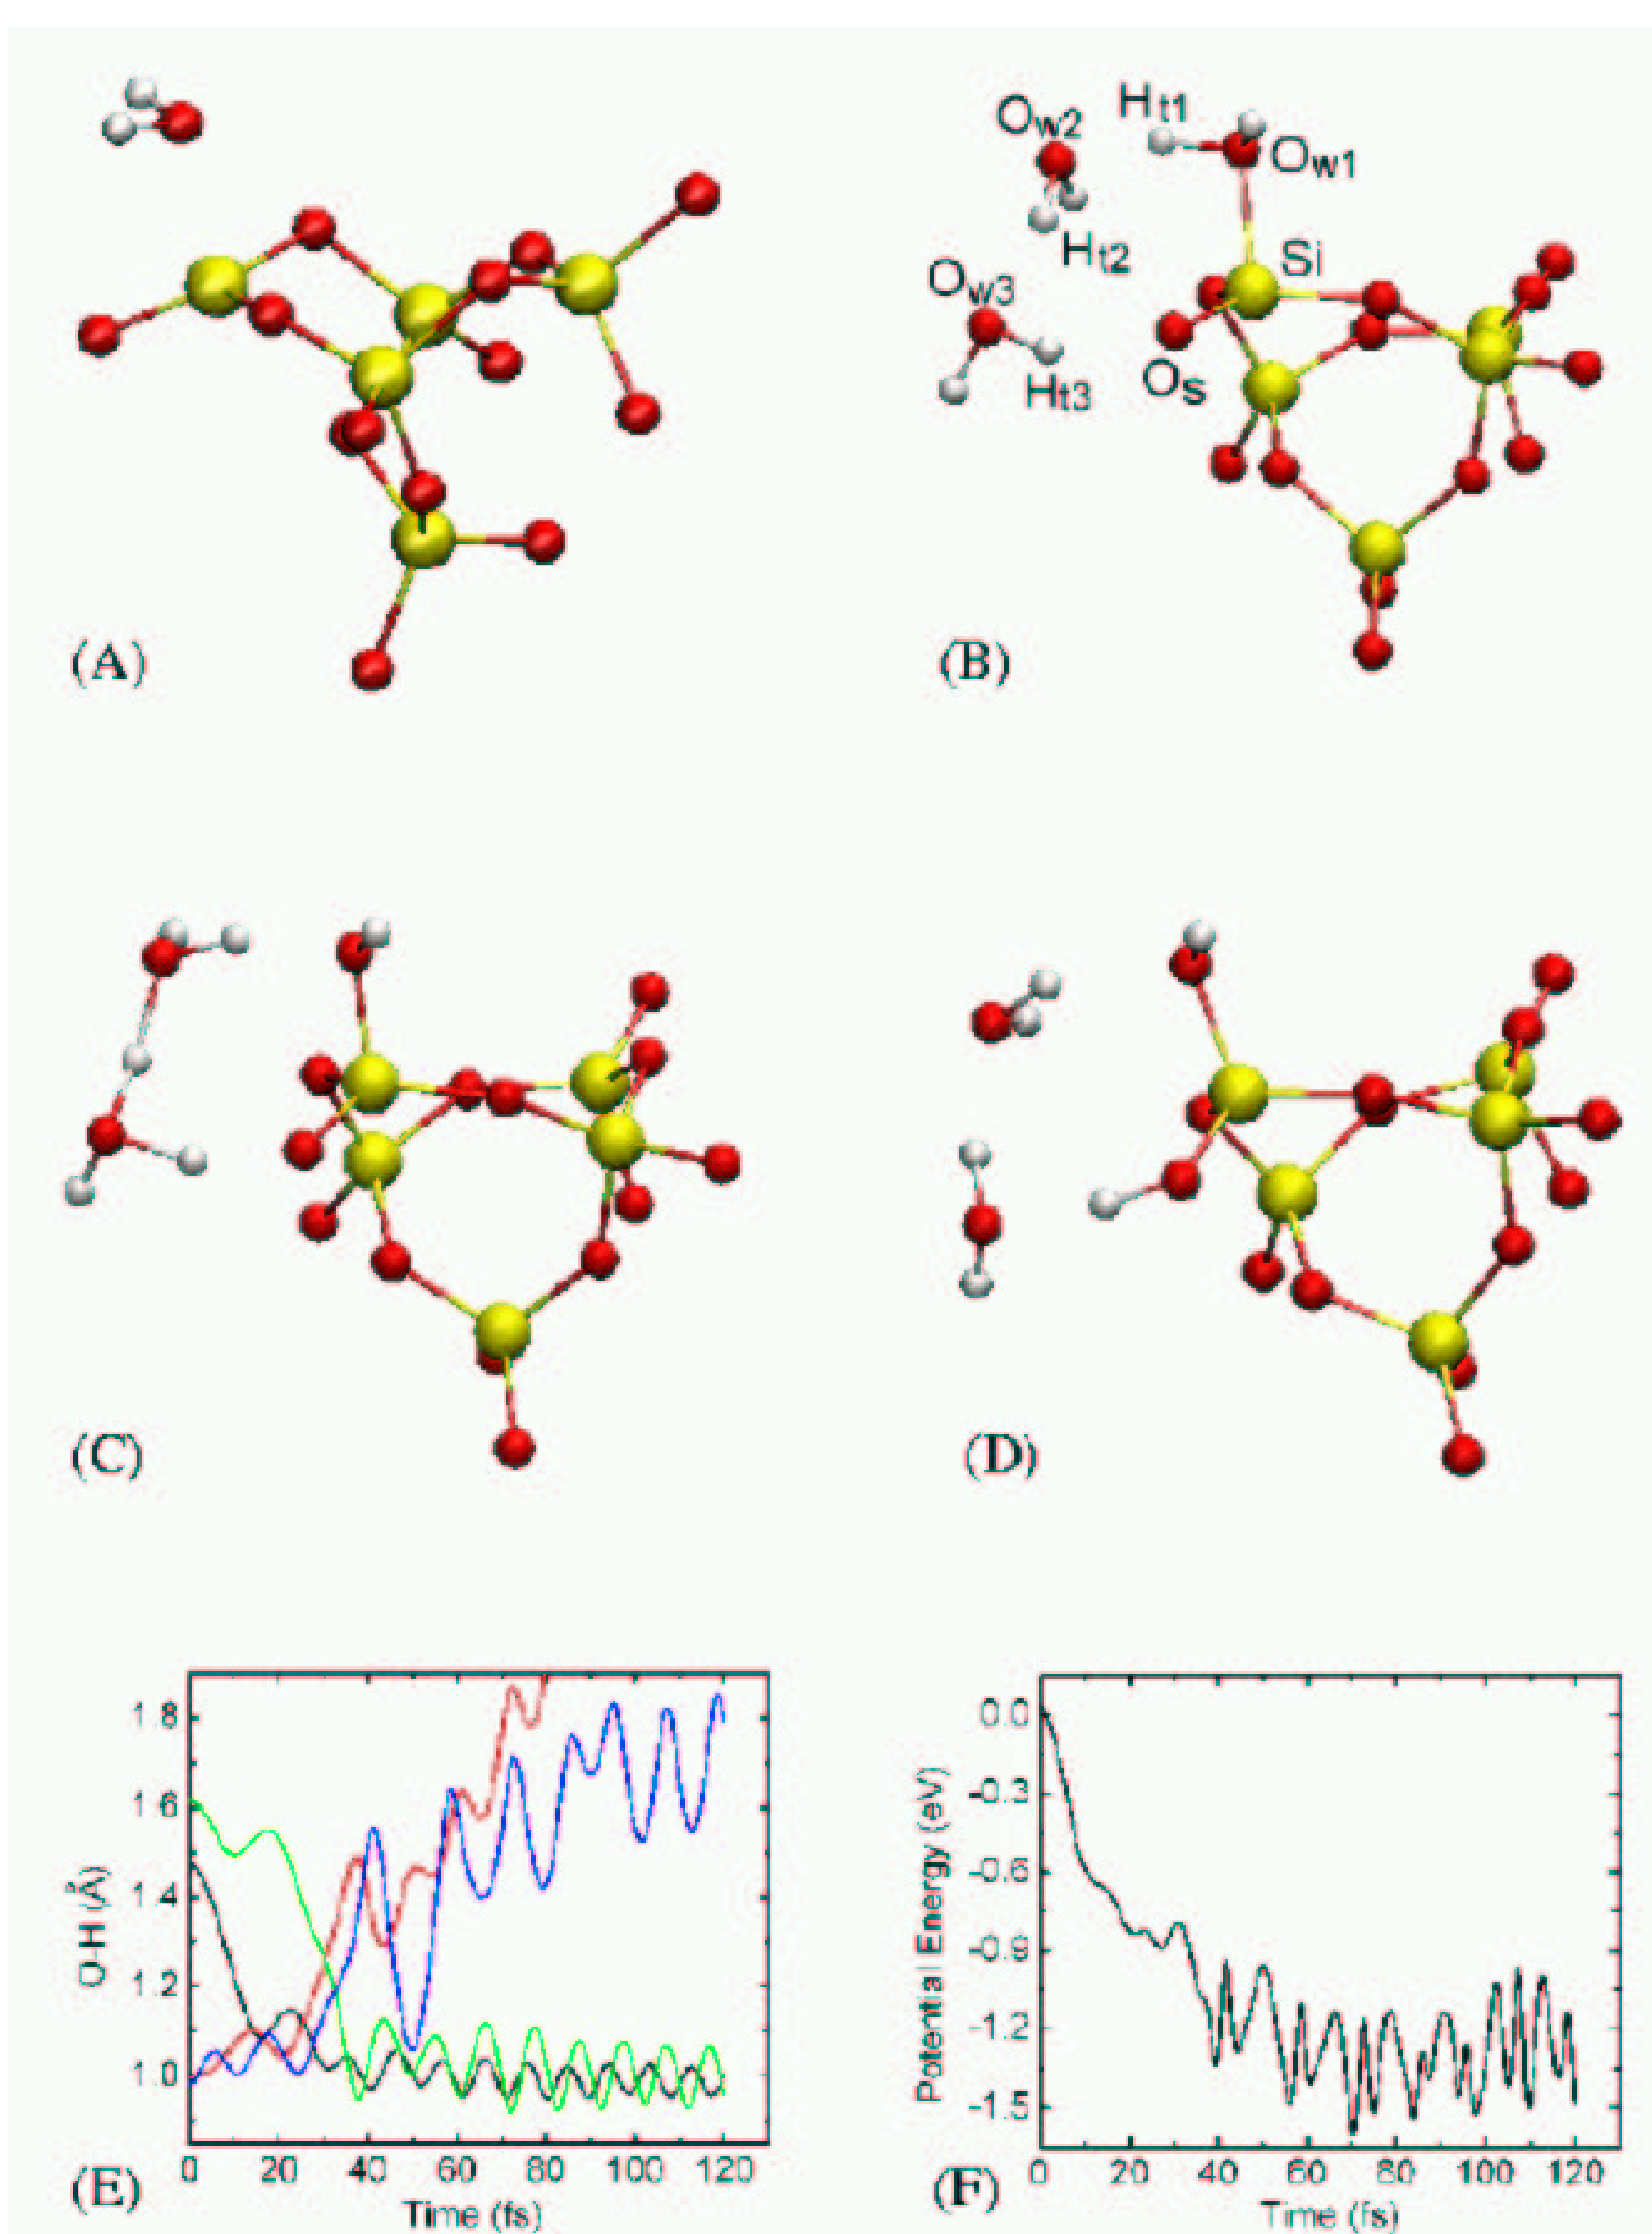 Ow2
Ht1
Ow1
Ht2
Si
Ow3
Ht3
Os
(A)
(B)
(C)
(D)
1.8
1.6
1.4
1.2
1.0
O-H (Å)
0 20 40 60 80 100 120
Time (fs)
(E)
0.0
-0.3
-0.6
-0.9
-1.2
-1.5
Potential Energy (eV)
0 20 40 60 80 100 120
Time (fs)
(F)